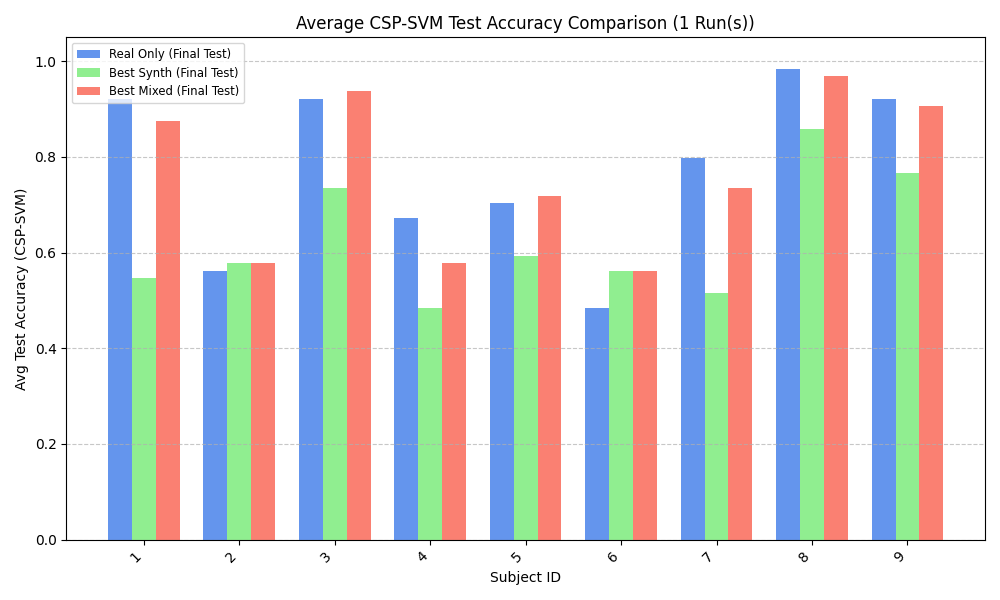 Average CSP-SVM Test Accuracy Comparison (1 Run(s))
Real Only (Final Test)
Best Synth (Final Test)
Best Mixed (Final Test)
Avg Test Accuracy (CSP-SVM)
1.0
0.8
0.6
0.4
0.2
0.0
1 2 3 4 5 6 7 8 9
Subject ID